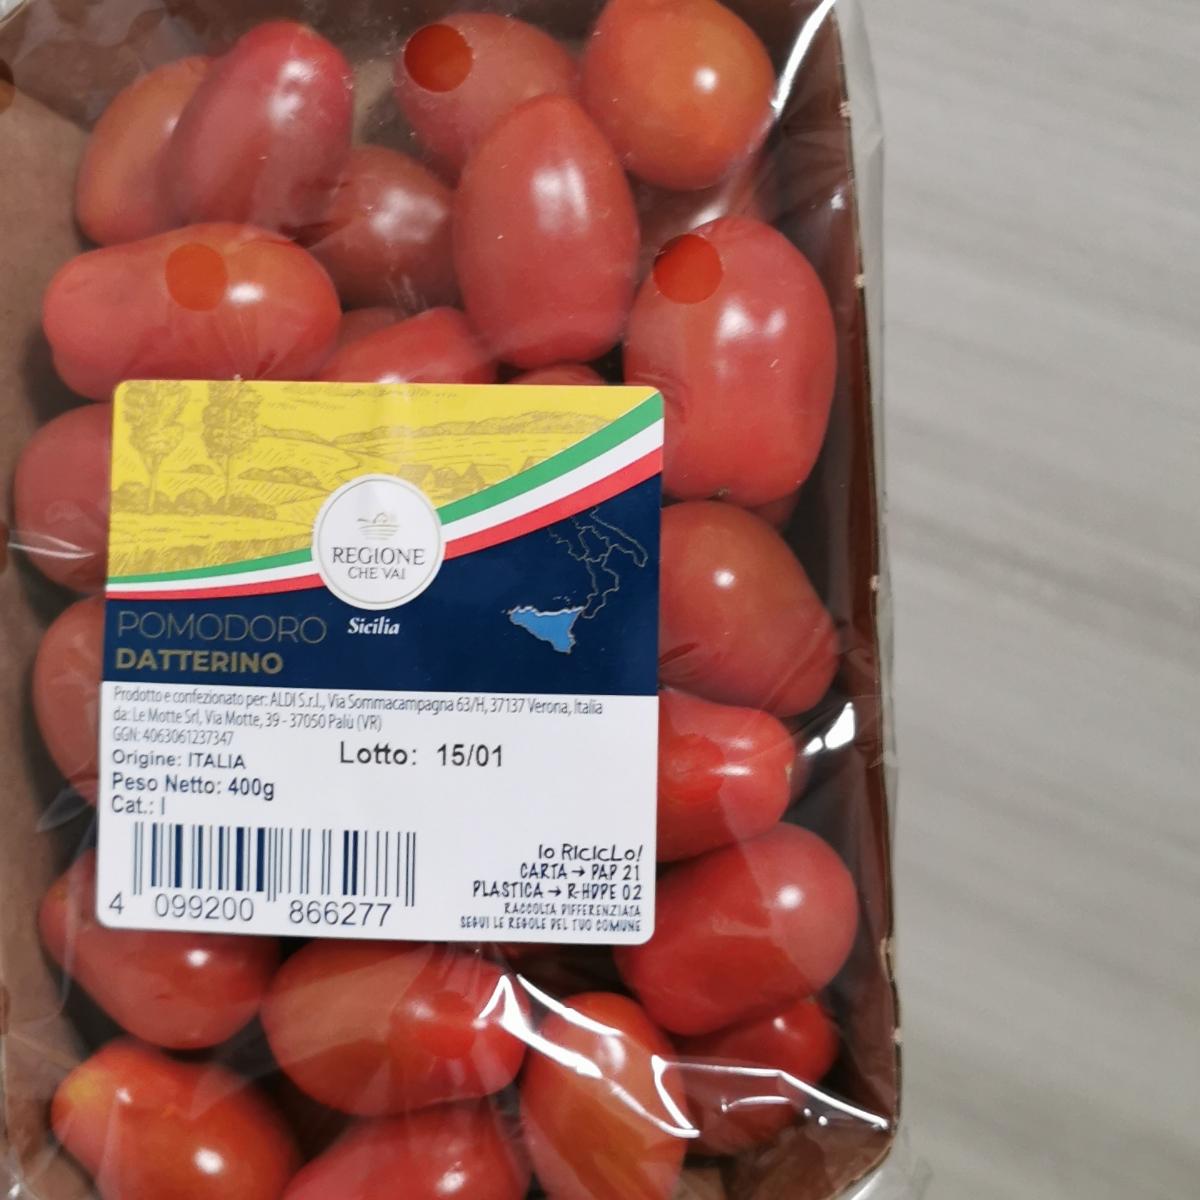 REGIONE
CHE VAI
POMODORO
Sicilia
DATTERINO
Prodotto e confezionato per: ALDI S.r.l., Via Sommacampagna 63/H, 37137 Verona, Italia
da: Le Motte Srl, Via Motte, 39 - 37050 Palù (VR)
GGN: 4063061237347
Origine: ITALIA
Lotto: 15/01
Peso Netto: 400g
Cat.: I
4 099200 866277
IO RICICLO!
CARTA → PAP 21
PLASTICA → R-HDPE 02
RACCOLTA DIFFERENZIATA
SEGUI LE REGOLE DEL TUO COMUNE